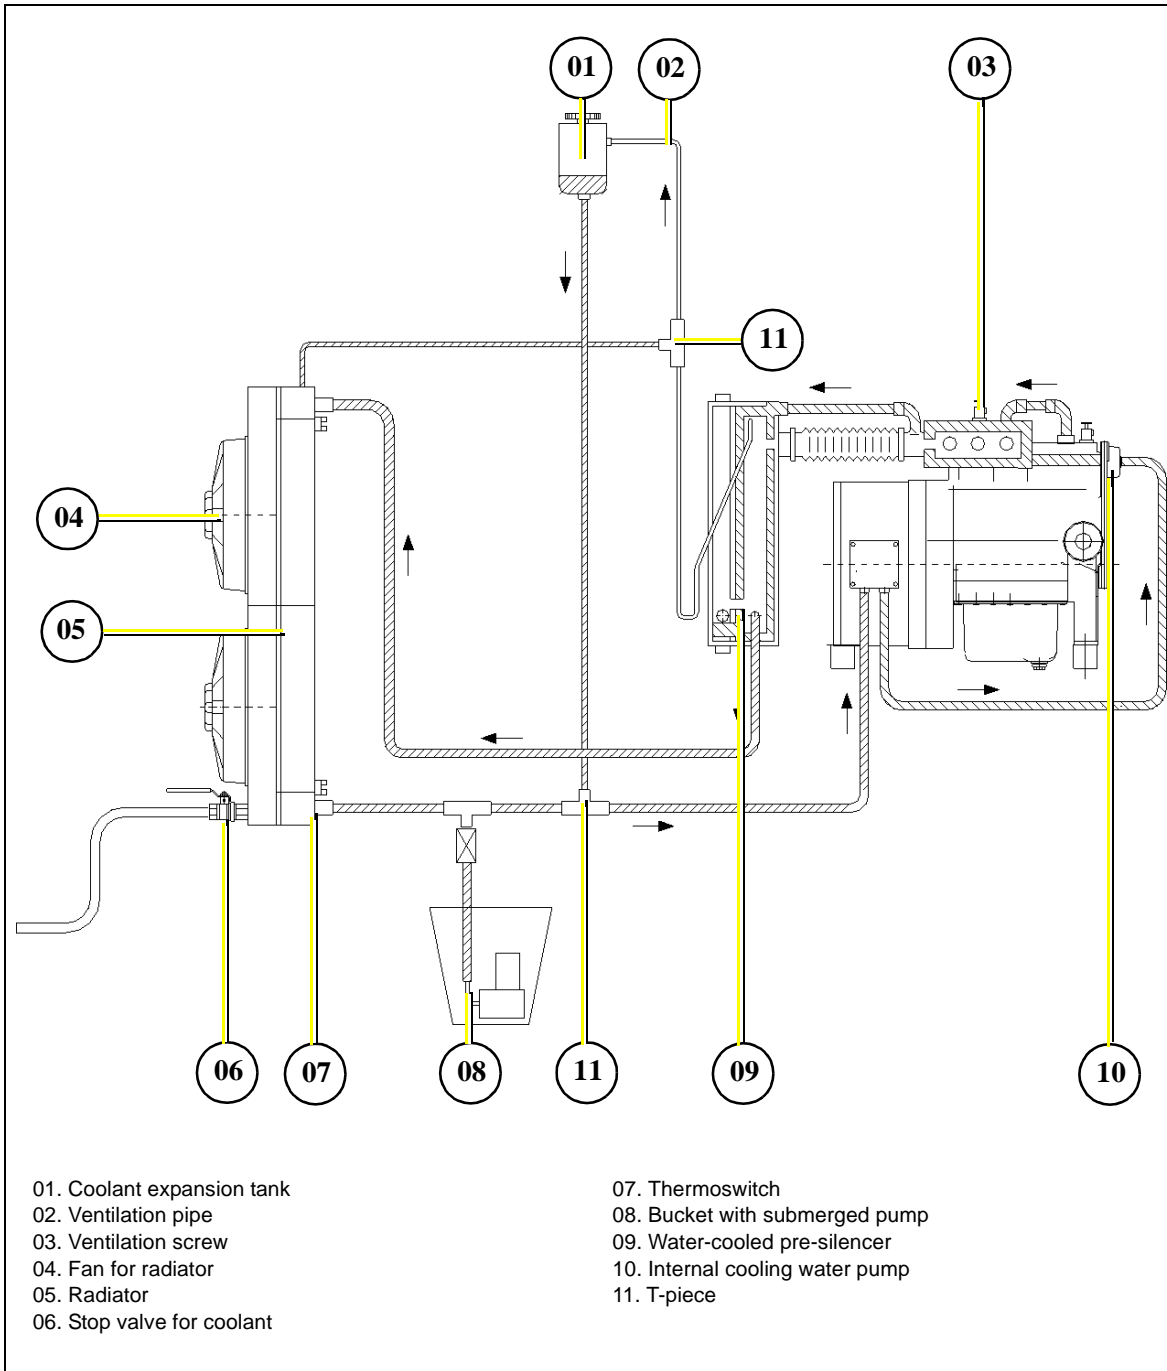 01
02
03
11
04
05
06
07
08
11
09
10
01. Coolant expansion tank
02. Ventilation pipe
03. Ventilation screw
04. Fan for radiator
05. Radiator
06. Stop valve for coolant
07. Thermoswitch
08. Bucket with submerged pump
09. Water-cooled pre-silencer
10. Internal cooling water pump
11. T-piece